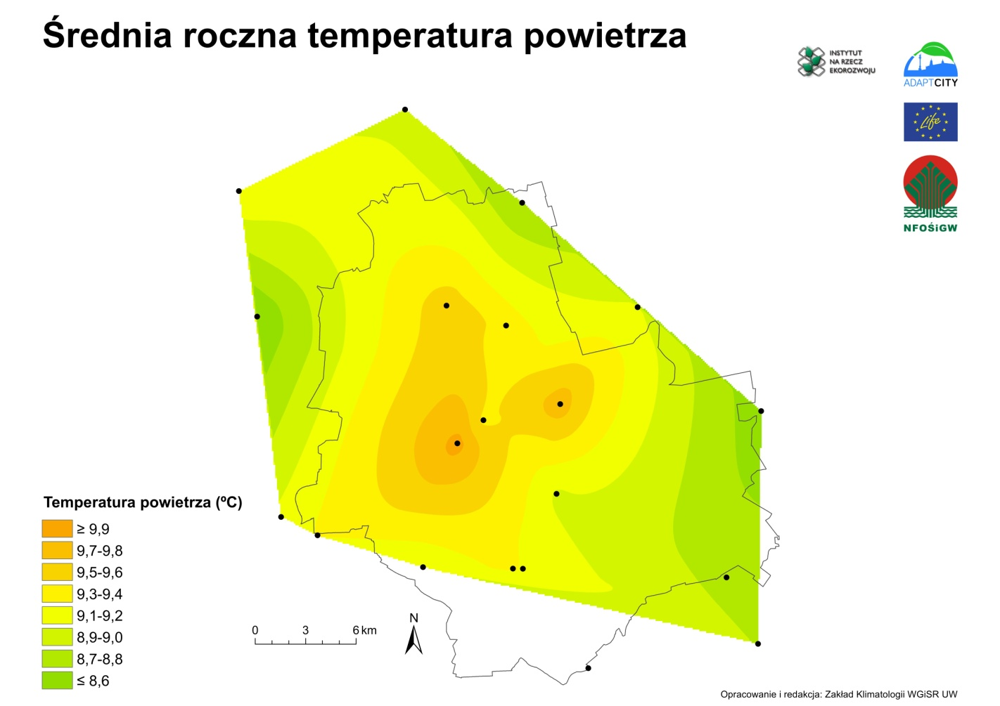 Średnia roczna temperatura powietrza
INSTYTUT
NA RZECZ
EKOROZWOJU
ADAPTCITY
Life
NFOŚiGW
Temperatura powietrza (ºC)
≥ 9,9
9,7-9,8
9,5-9,6
9,3-9,4
9,1-9,2
8,9-9,0
8,7-8,8
≤ 8,6
0 3 6 km
N
Opracowanie i redakcja: Zakład Klimatologii WGiSR UW